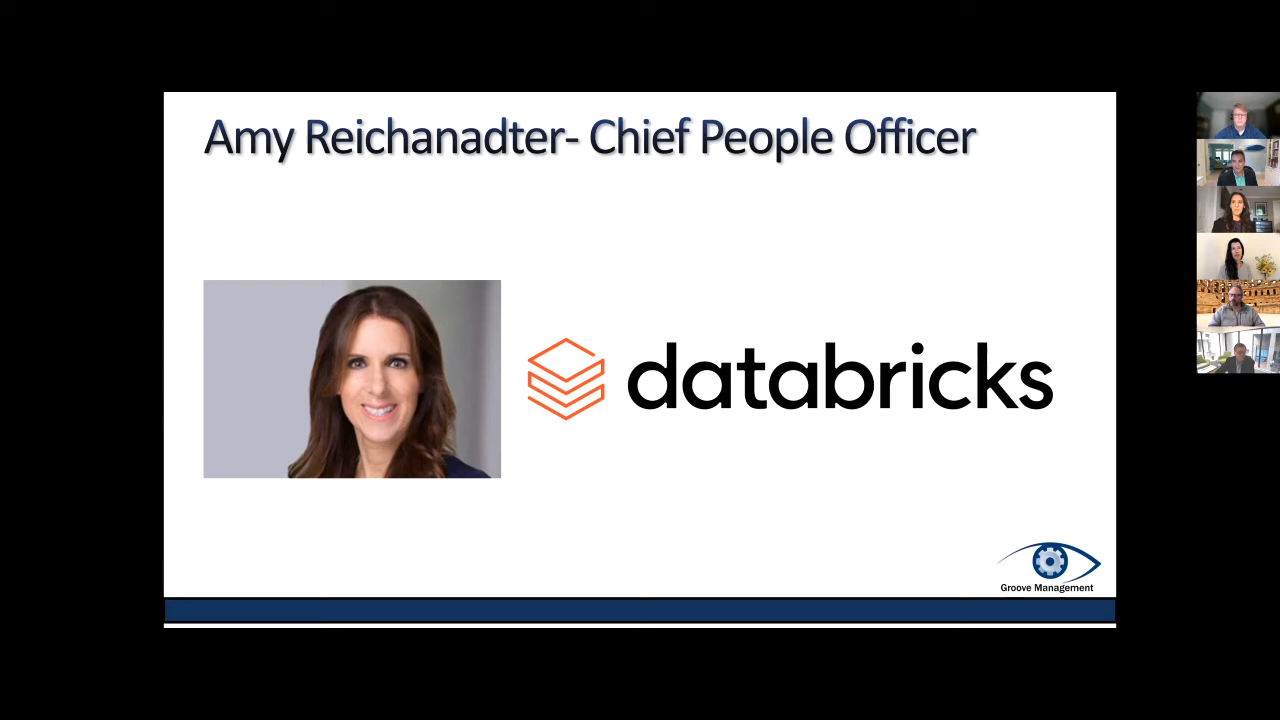 Amy Reichanadter- Chief People Officer
databricks
Groove Management